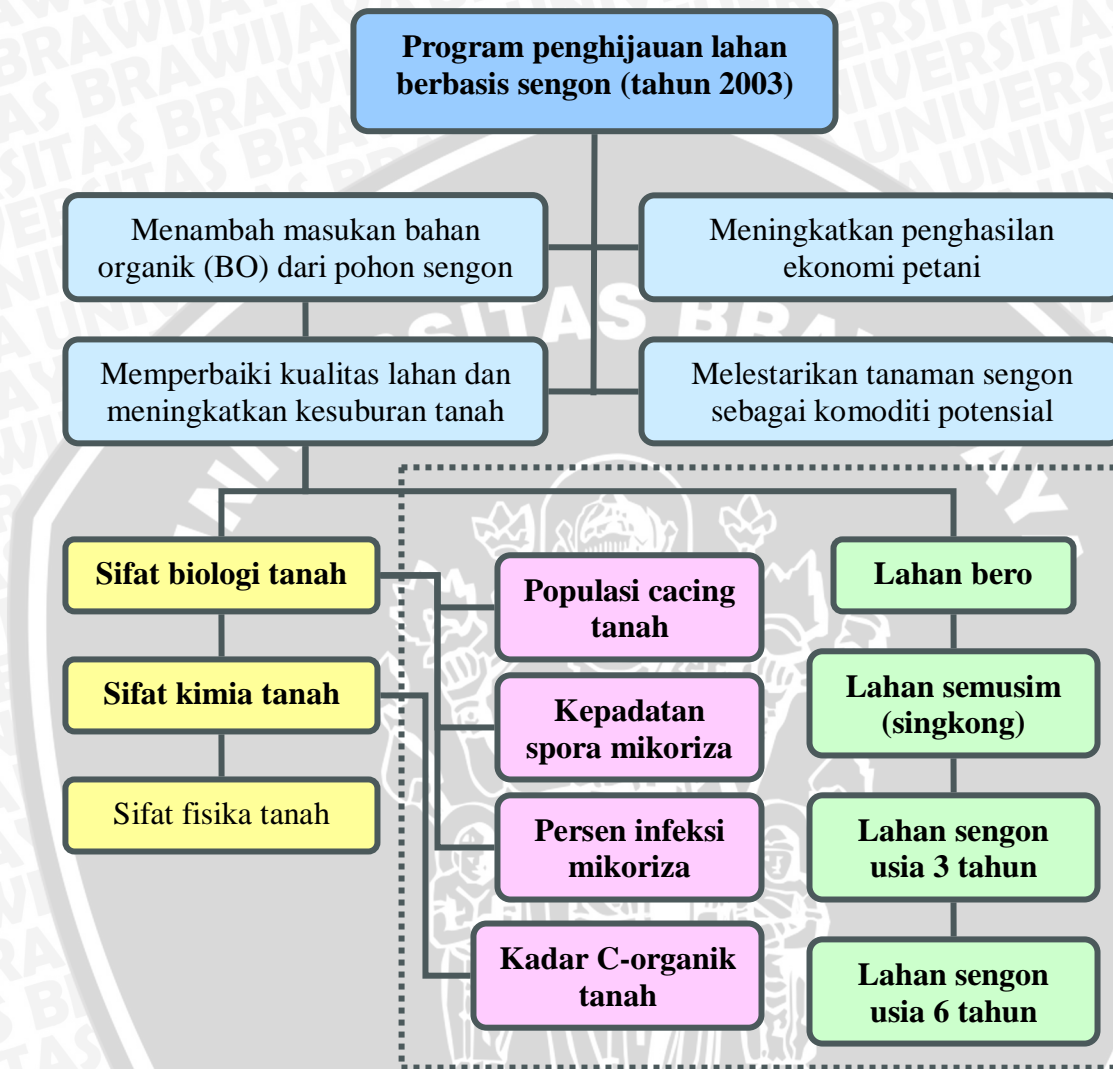 Program penghijauan lahan
berbasis sengon (tahun 2003)
Menambah masukan bahan
organik (BO) dari pohon sengon
Meningkatkan penghasilan
ekonomi petani
Memperbaiki kualitas lahan dan
meningkatkan kesuburan tanah
Melestarikan tanaman sengon
sebagai komoditi potensial
Sifat biologi tanah
Sifat kimia tanah
Sifat fisika tanah
Populasi cacing
tanah
Kepadatan
spora mikoriza
Persen infeksi
mikoriza
Kadar C-organik
tanah
Lahan bero
Lahan semusim
(singkong)
Lahan sengon
usia 3 tahun
Lahan sengon
usia 6 tahun